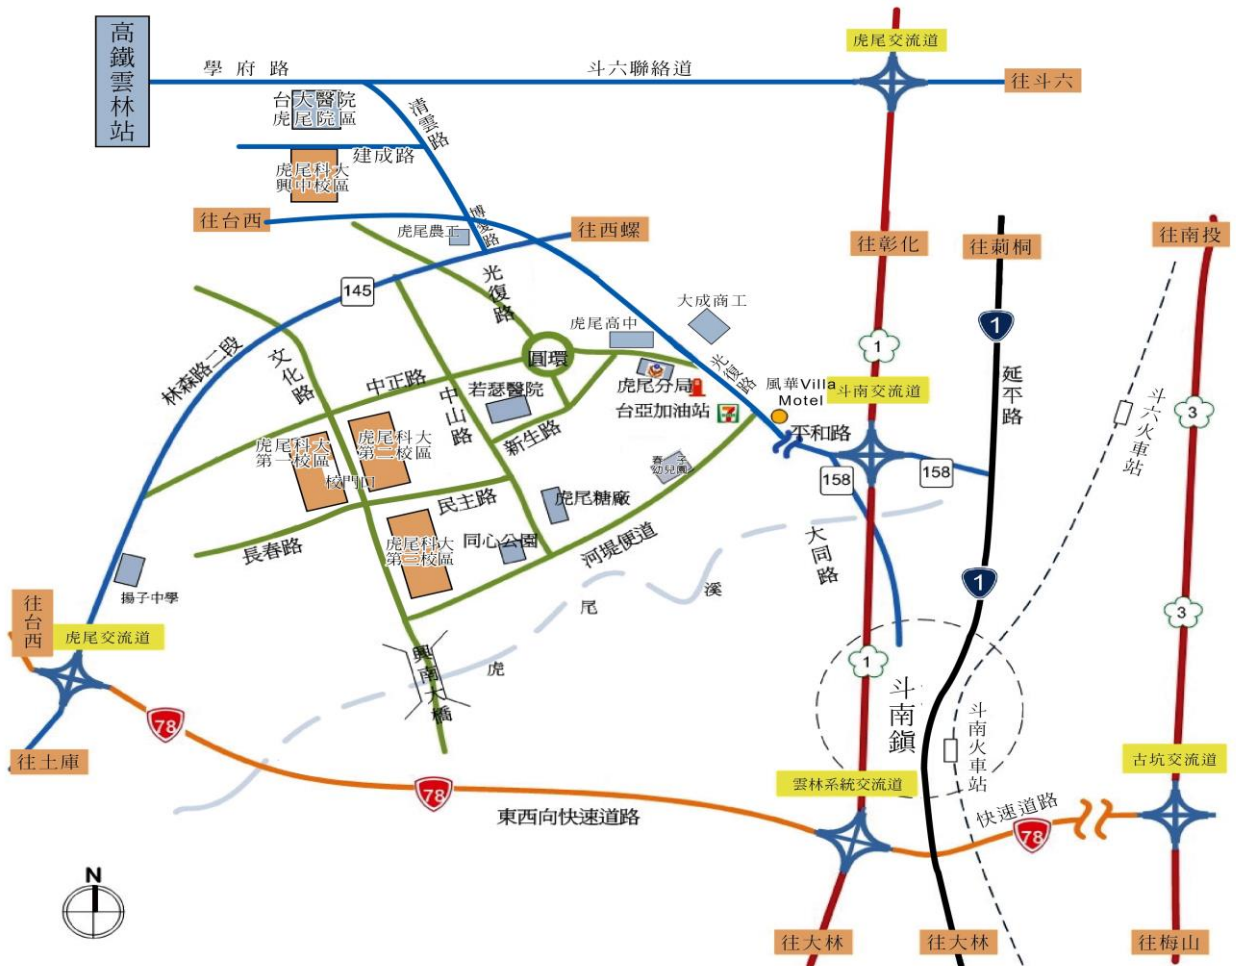 高鐵雲林站
虎尾交流道
學府路
斗六聯絡道
往斗六
台大醫院
虎尾院區
清雲路
建成路
虎尾科大
興中校區
往台西
博愛路
往西螺
虎尾農工
往彰化
往莿桐
往南投
光復路
145
大成商工
虎尾高中
1
1
林森路二段
文化路
圓環
中正路
中山路
若瑟醫院
虎尾分局
台亞加油站
光復路
風華Villa
Motel
斗南交流道
延平路
斗六火車站
3
平和路
新生路
虎尾科大
第一校區
虎尾科大
第二校區
校門口
幼兒園
158
158
民主路
虎尾糖廠
長春路
虎尾科大
第三校區
同心公園
河堤便道
大同路
揚子中學
1
3
往台西
虎尾交流道
虎
尾
溪
興南大橋
1
斗南鎮
斗南火車站
78
往土庫
78
東西向快速道路
雲林系統交流道
快速道路
78
古坑交流道
N
往大林
往大林
往梅山
7
ELEVEN